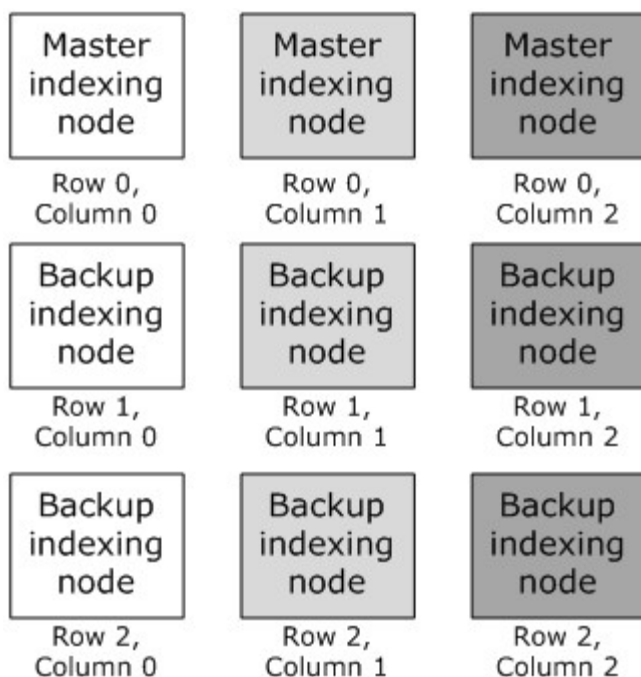 Master
indexing
node
Row 0,
Column 0
Master
indexing
node
Row 0,
Column 1
Master
indexing
node
Row 0,
Column 2
Backup
indexing
node
Row 1,
Column 0
Backup
indexing
node
Row 1,
Column 1
Backup
indexing
node
Row 1,
Column 2
Backup
indexing
node
Row 2,
Column 0
Backup
indexing
node
Row 2,
Column 1
Backup
indexing
node
Row 2,
Column 2